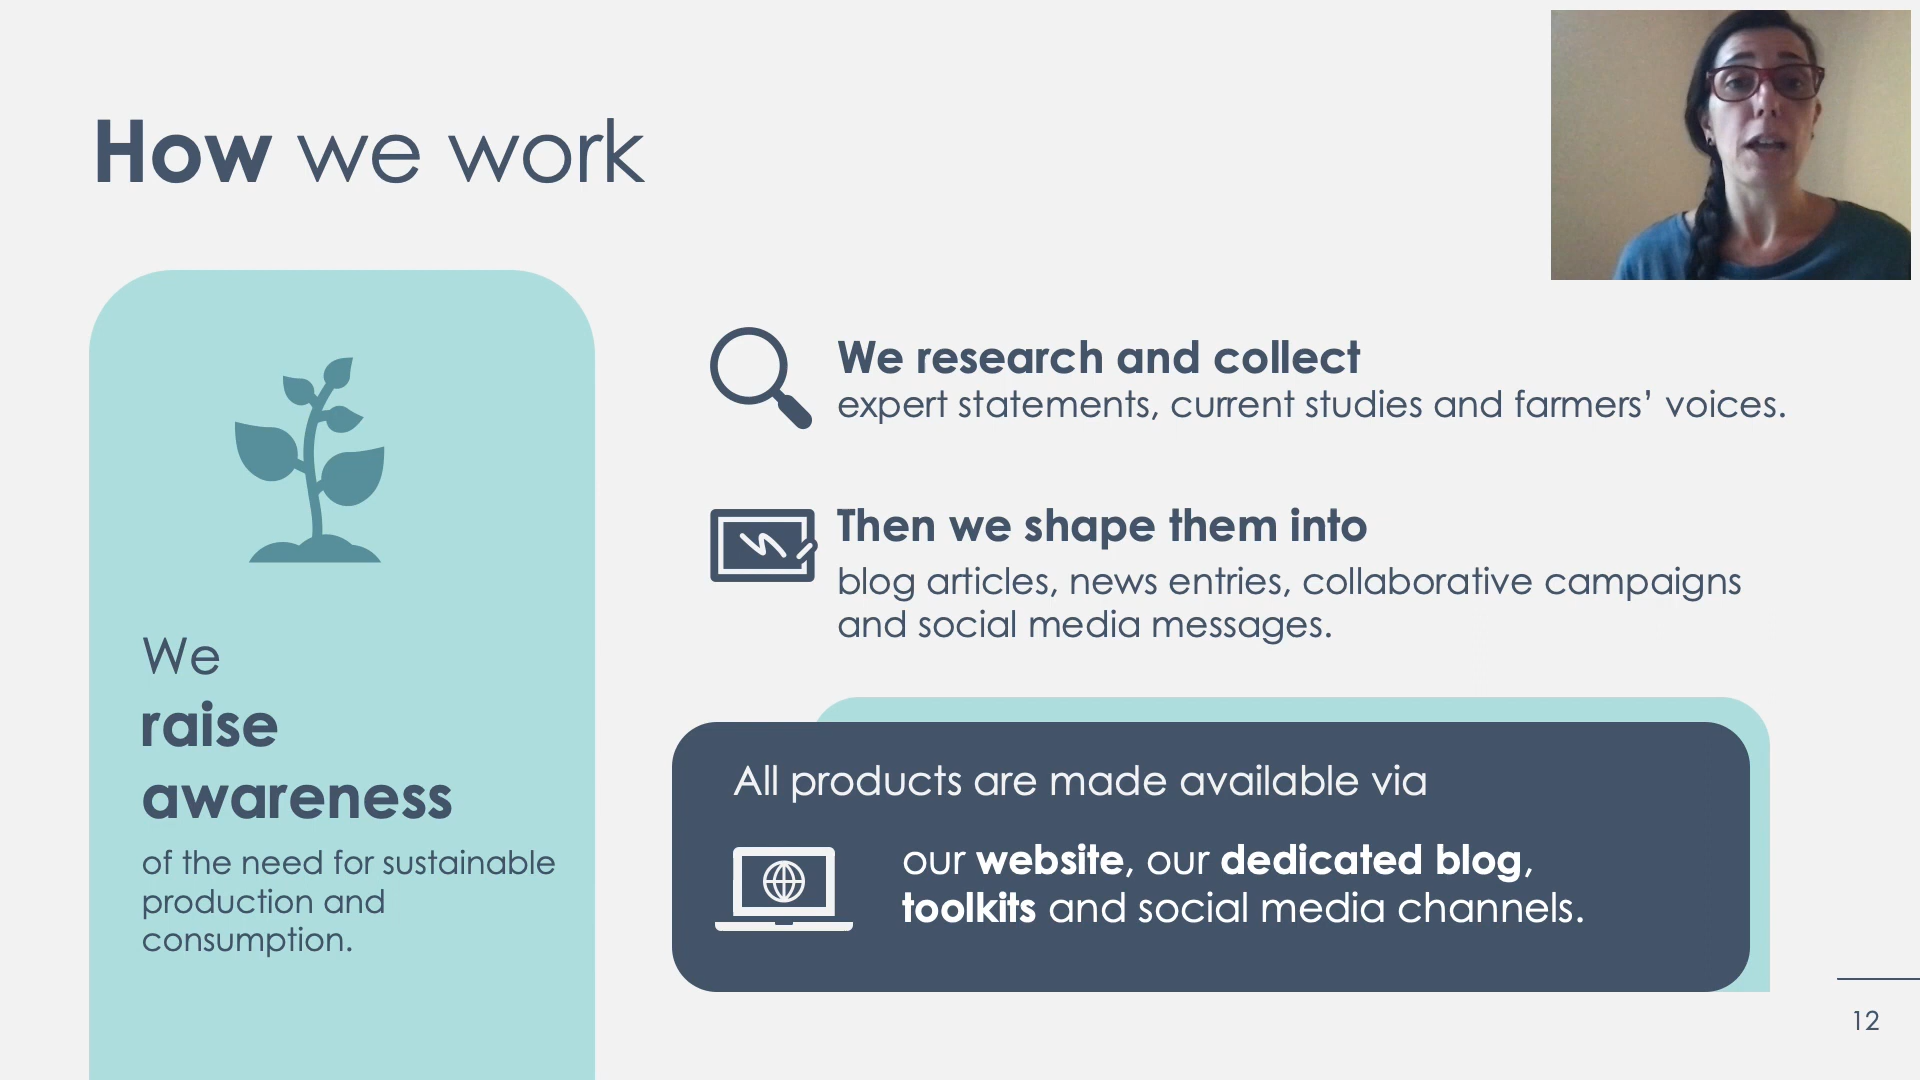 How we work
We
raise
awareness
of the need for sustainable
production and
consumption.
We research and collect
expert statements, current studies and farmers’ voices.
Then we shape them into
blog articles, news entries, collaborative campaigns
and social media messages.
All products are made available via
our website, our dedicated blog,
toolkits and social media channels.
12